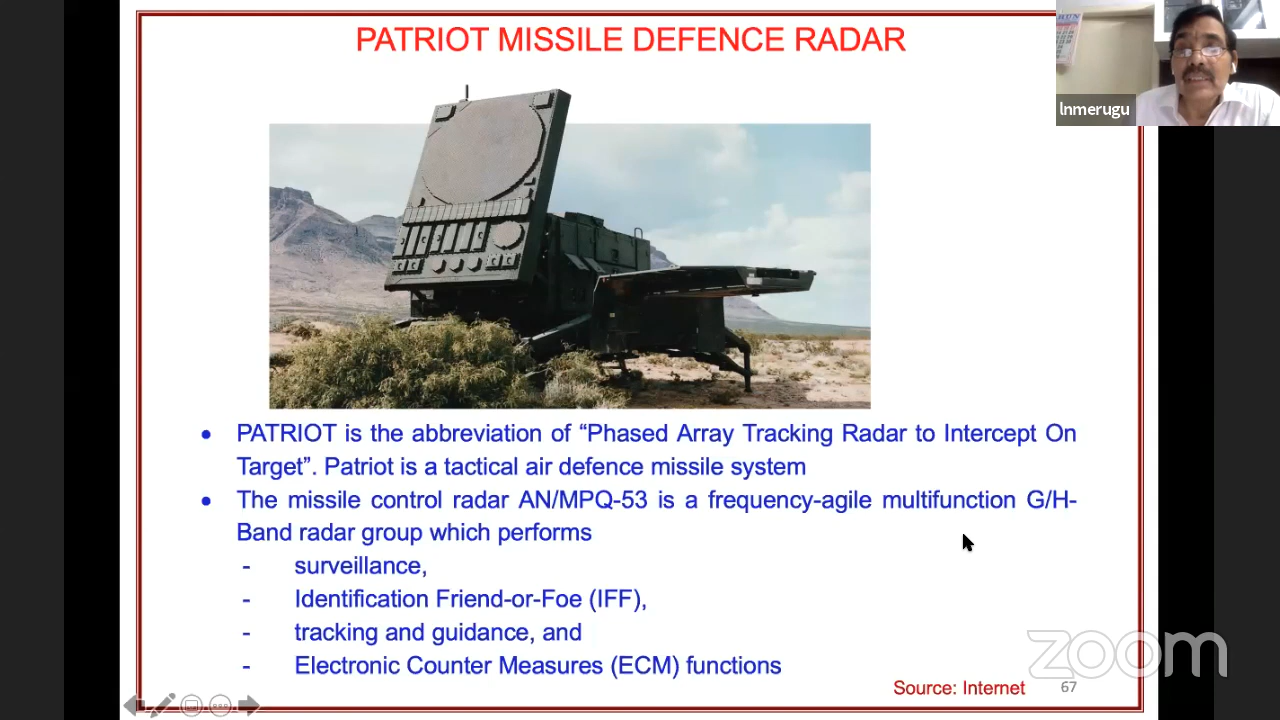 PATRIOT MISSILE DEFENCE RADAR
lnmerugu
● PATRIOT is the abbreviation of “Phased Array Tracking Radar to Intercept On
Target”. Patriot is a tactical air defence missile system
● The missile control radar AN/MPQ-53 is a frequency-agile multifunction G/H-
Band radar group which performs
- surveillance,
- Identification Friend-or-Foe (IFF),
- tracking and guidance, and
- Electronic Counter Measures (ECM) functions
zoom
Source: Internet 67